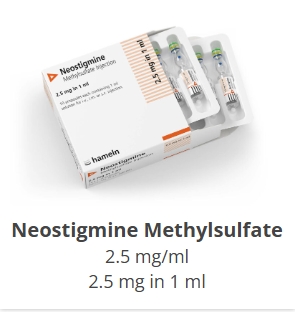 Neostigmine
Methylsulfate Injection
2.5 mg in 1 ml
2.5 mg in 1 ml
hameln
Neostigmine
Neostigmine Methylsulfate
2.5 mg/ml
2.5 mg in 1 ml